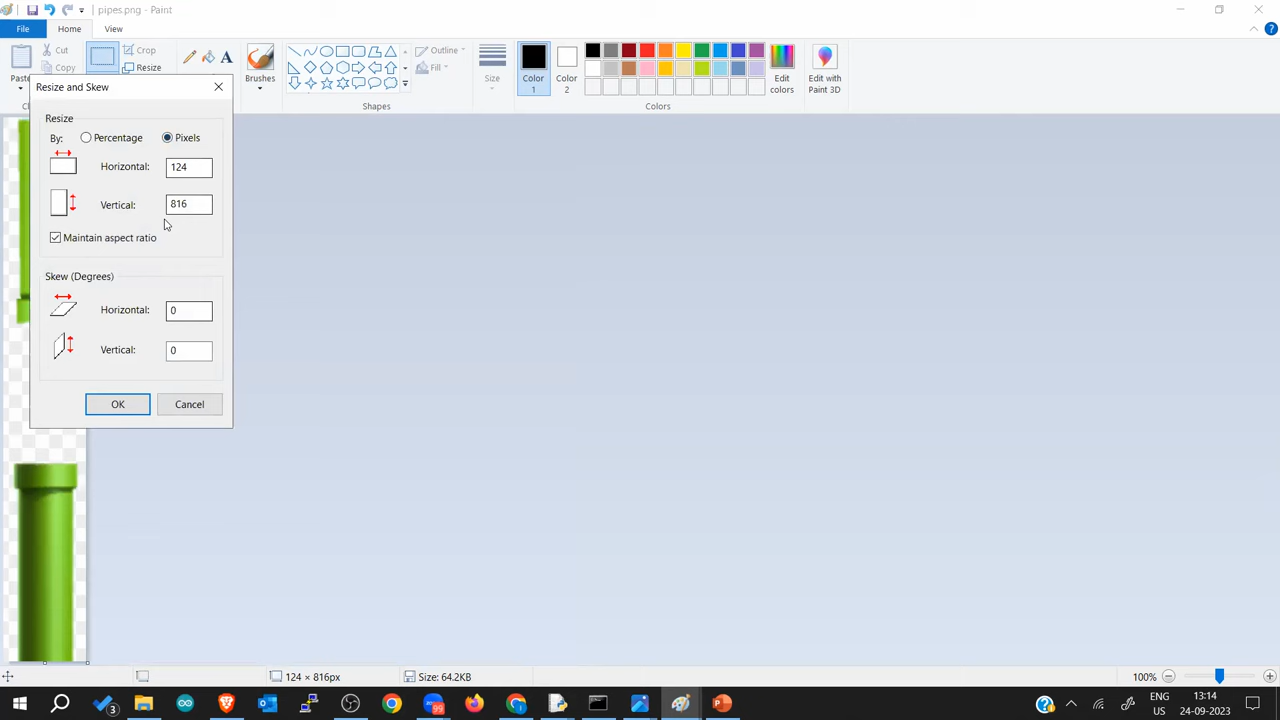 pipes.png - Paint
File Home View
Paste
Cut
Copy
Crop
Resize
A
Brushes
Shapes
Outline
Fill
Size
Color 1
Color 2
Edit colors
Colors
Edit with Paint 3D
Resize and Skew
Resize
By: Percentage Pixels
Horizontal: 124
Vertical: 816
Maintain aspect ratio
Skew (Degrees)
Horizontal: 0
Vertical: 0
OK Cancel
124 × 816px
Size: 64.2KB
100%
3
99
ENG
US
13:14
24-09-2023